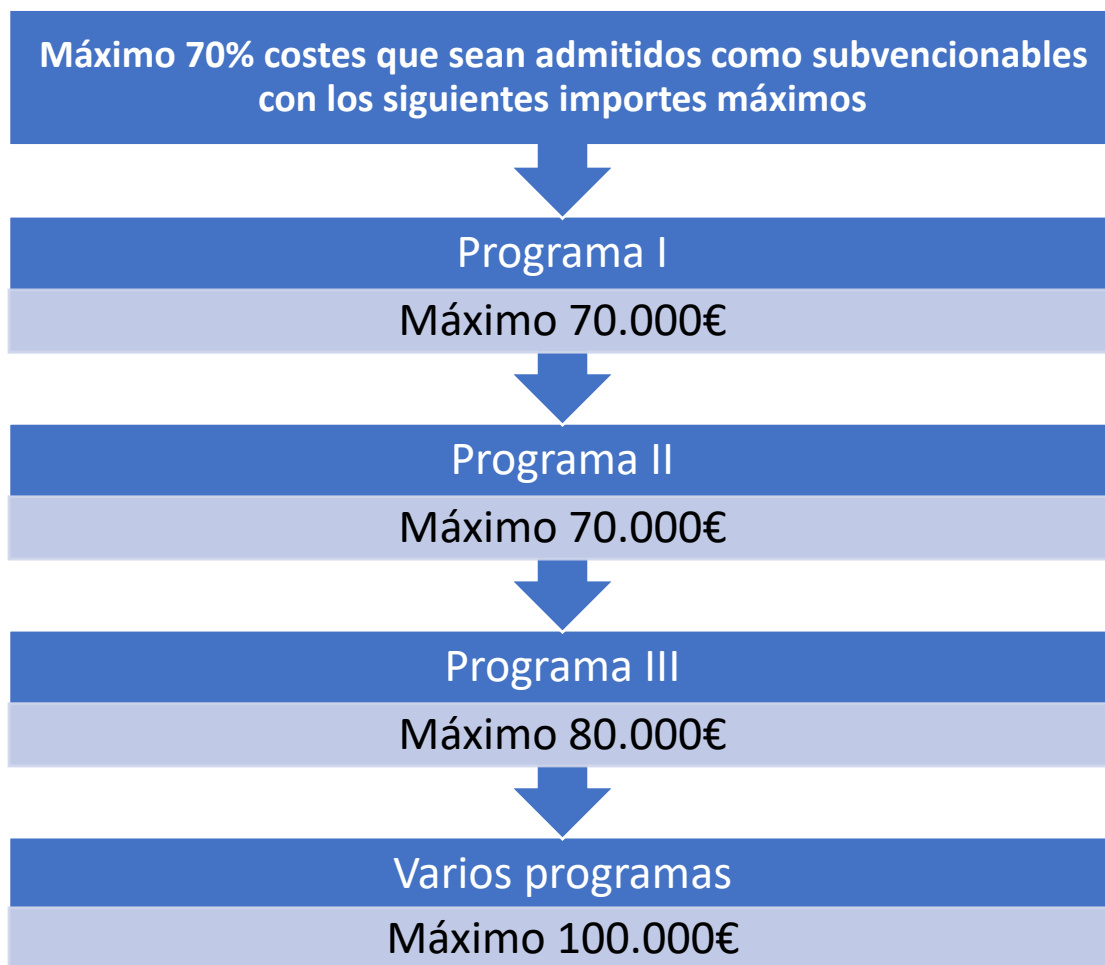 Máximo 70% costes que sean admitidos como subvencionables
con los siguientes importes máximos
Programa I
Máximo 70.000€
Programa II
Máximo 70.000€
Programa III
Máximo 80.000€
Varios programas
Máximo 100.000€